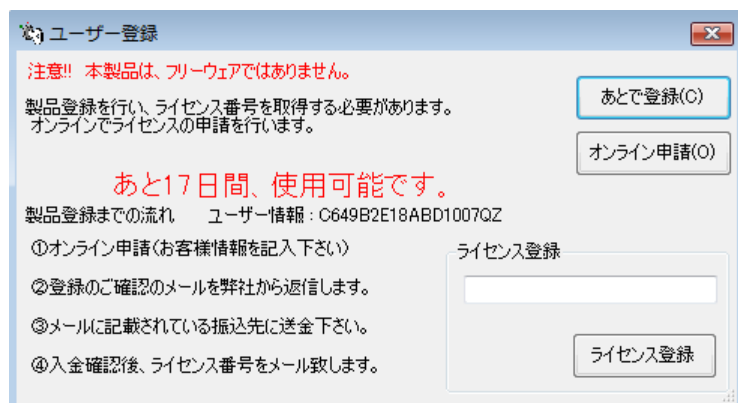 ユーザー登録
注意!! 本製品は、フリーウェアではありません。
製品登録を行い、ライセンス番号を取得する必要があります。
オンラインでライセンスの申請を行います。
あとで登録(C)
オンライン申請(O)
あと17日間、使用可能です。
製品登録までの流れ ユーザー情報:C649B2E18ABD1007QZ
①オンライン申請(お客様情報を記入下さい)
②登録のご確認のメールを弊社から返信します。
③メールに記載されている振込先に送金下さい。
④入金確認後、ライセンス番号をメール致します。
ライセンス登録
ライセンス登録